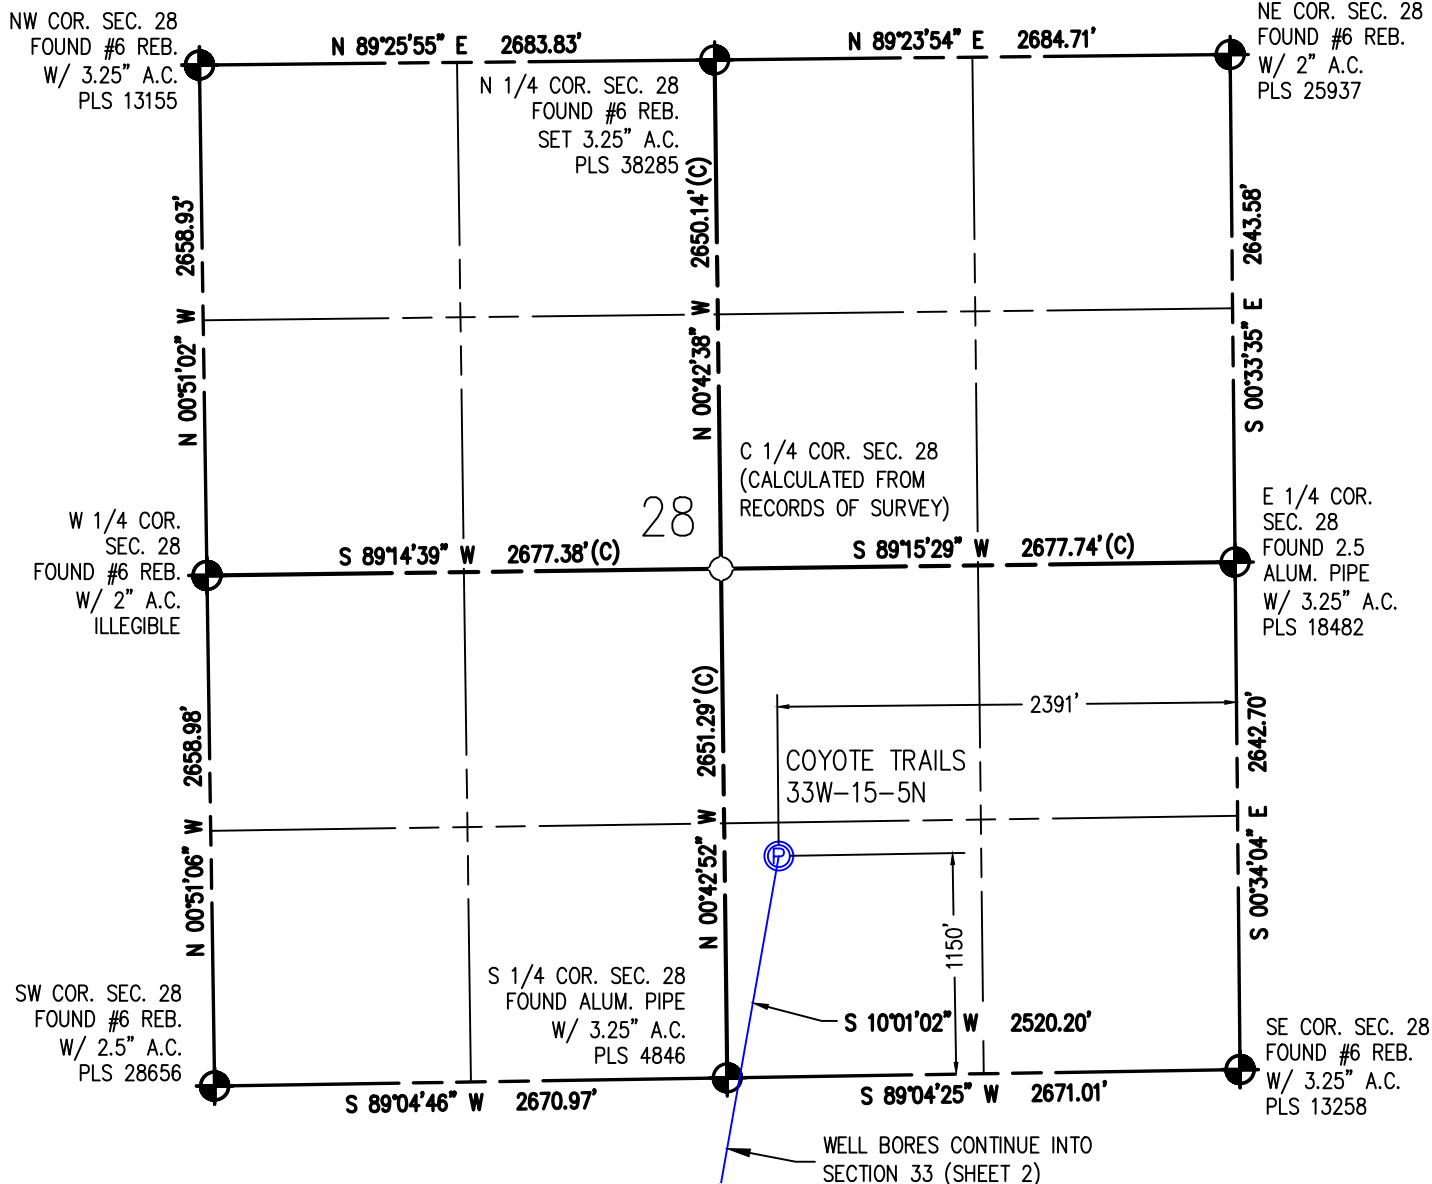 NW COR. SEC. 28
FOUND #6 REB.
W/ 3.25" A.C.
PLS 13155
N 89°25'55" E 2683.83'
N 1/4 COR. SEC. 28
FOUND #6 REB.
SET 3.25" A.C.
PLS 38285
N 89°23'54" E 2684.71'
NE COR. SEC. 28
FOUND #6 REB.
W/ 2" A.C.
PLS 25937
N 00°51'02" W 2658.93'
N 00°42'38" W 2650.14'(C)
S 00°33'35" E 2643.58'
C 1/4 COR. SEC. 28
(CALCULATED FROM
RECORDS OF SURVEY)
28
W 1/4 COR.
SEC. 28
FOUND #6 REB.
W/ 2" A.C.
ILLEGIBLE
S 89°14'39" W 2677.38'(C)
S 89°15'29" W 2677.74'(C)
E 1/4 COR.
SEC. 28
FOUND 2.5
ALUM. PIPE
W/ 3.25" A.C.
PLS 18482
N 00°51'06" W 2658.98'
N 00°42'52" W 2651.29'(C)
S 00°34'04" E 2642.70'
2391'
COYOTE TRAILS
33W-15-5N
P
1150'
S 10°01'02" W 2520.20'
SW COR. SEC. 28
FOUND #6 REB.
W/ 2.5" A.C.
PLS 28656
S 1/4 COR. SEC. 28
FOUND ALUM. PIPE
W/ 3.25" A.C.
PLS 4846
SE COR. SEC. 28
FOUND #6 REB.
W/ 3.25" A.C.
PLS 13258
S 89°04'46" W 2670.97'
S 89°04'25" W 2671.01'
WELL BORES CONTINUE INTO
SECTION 33 (SHEET 2)